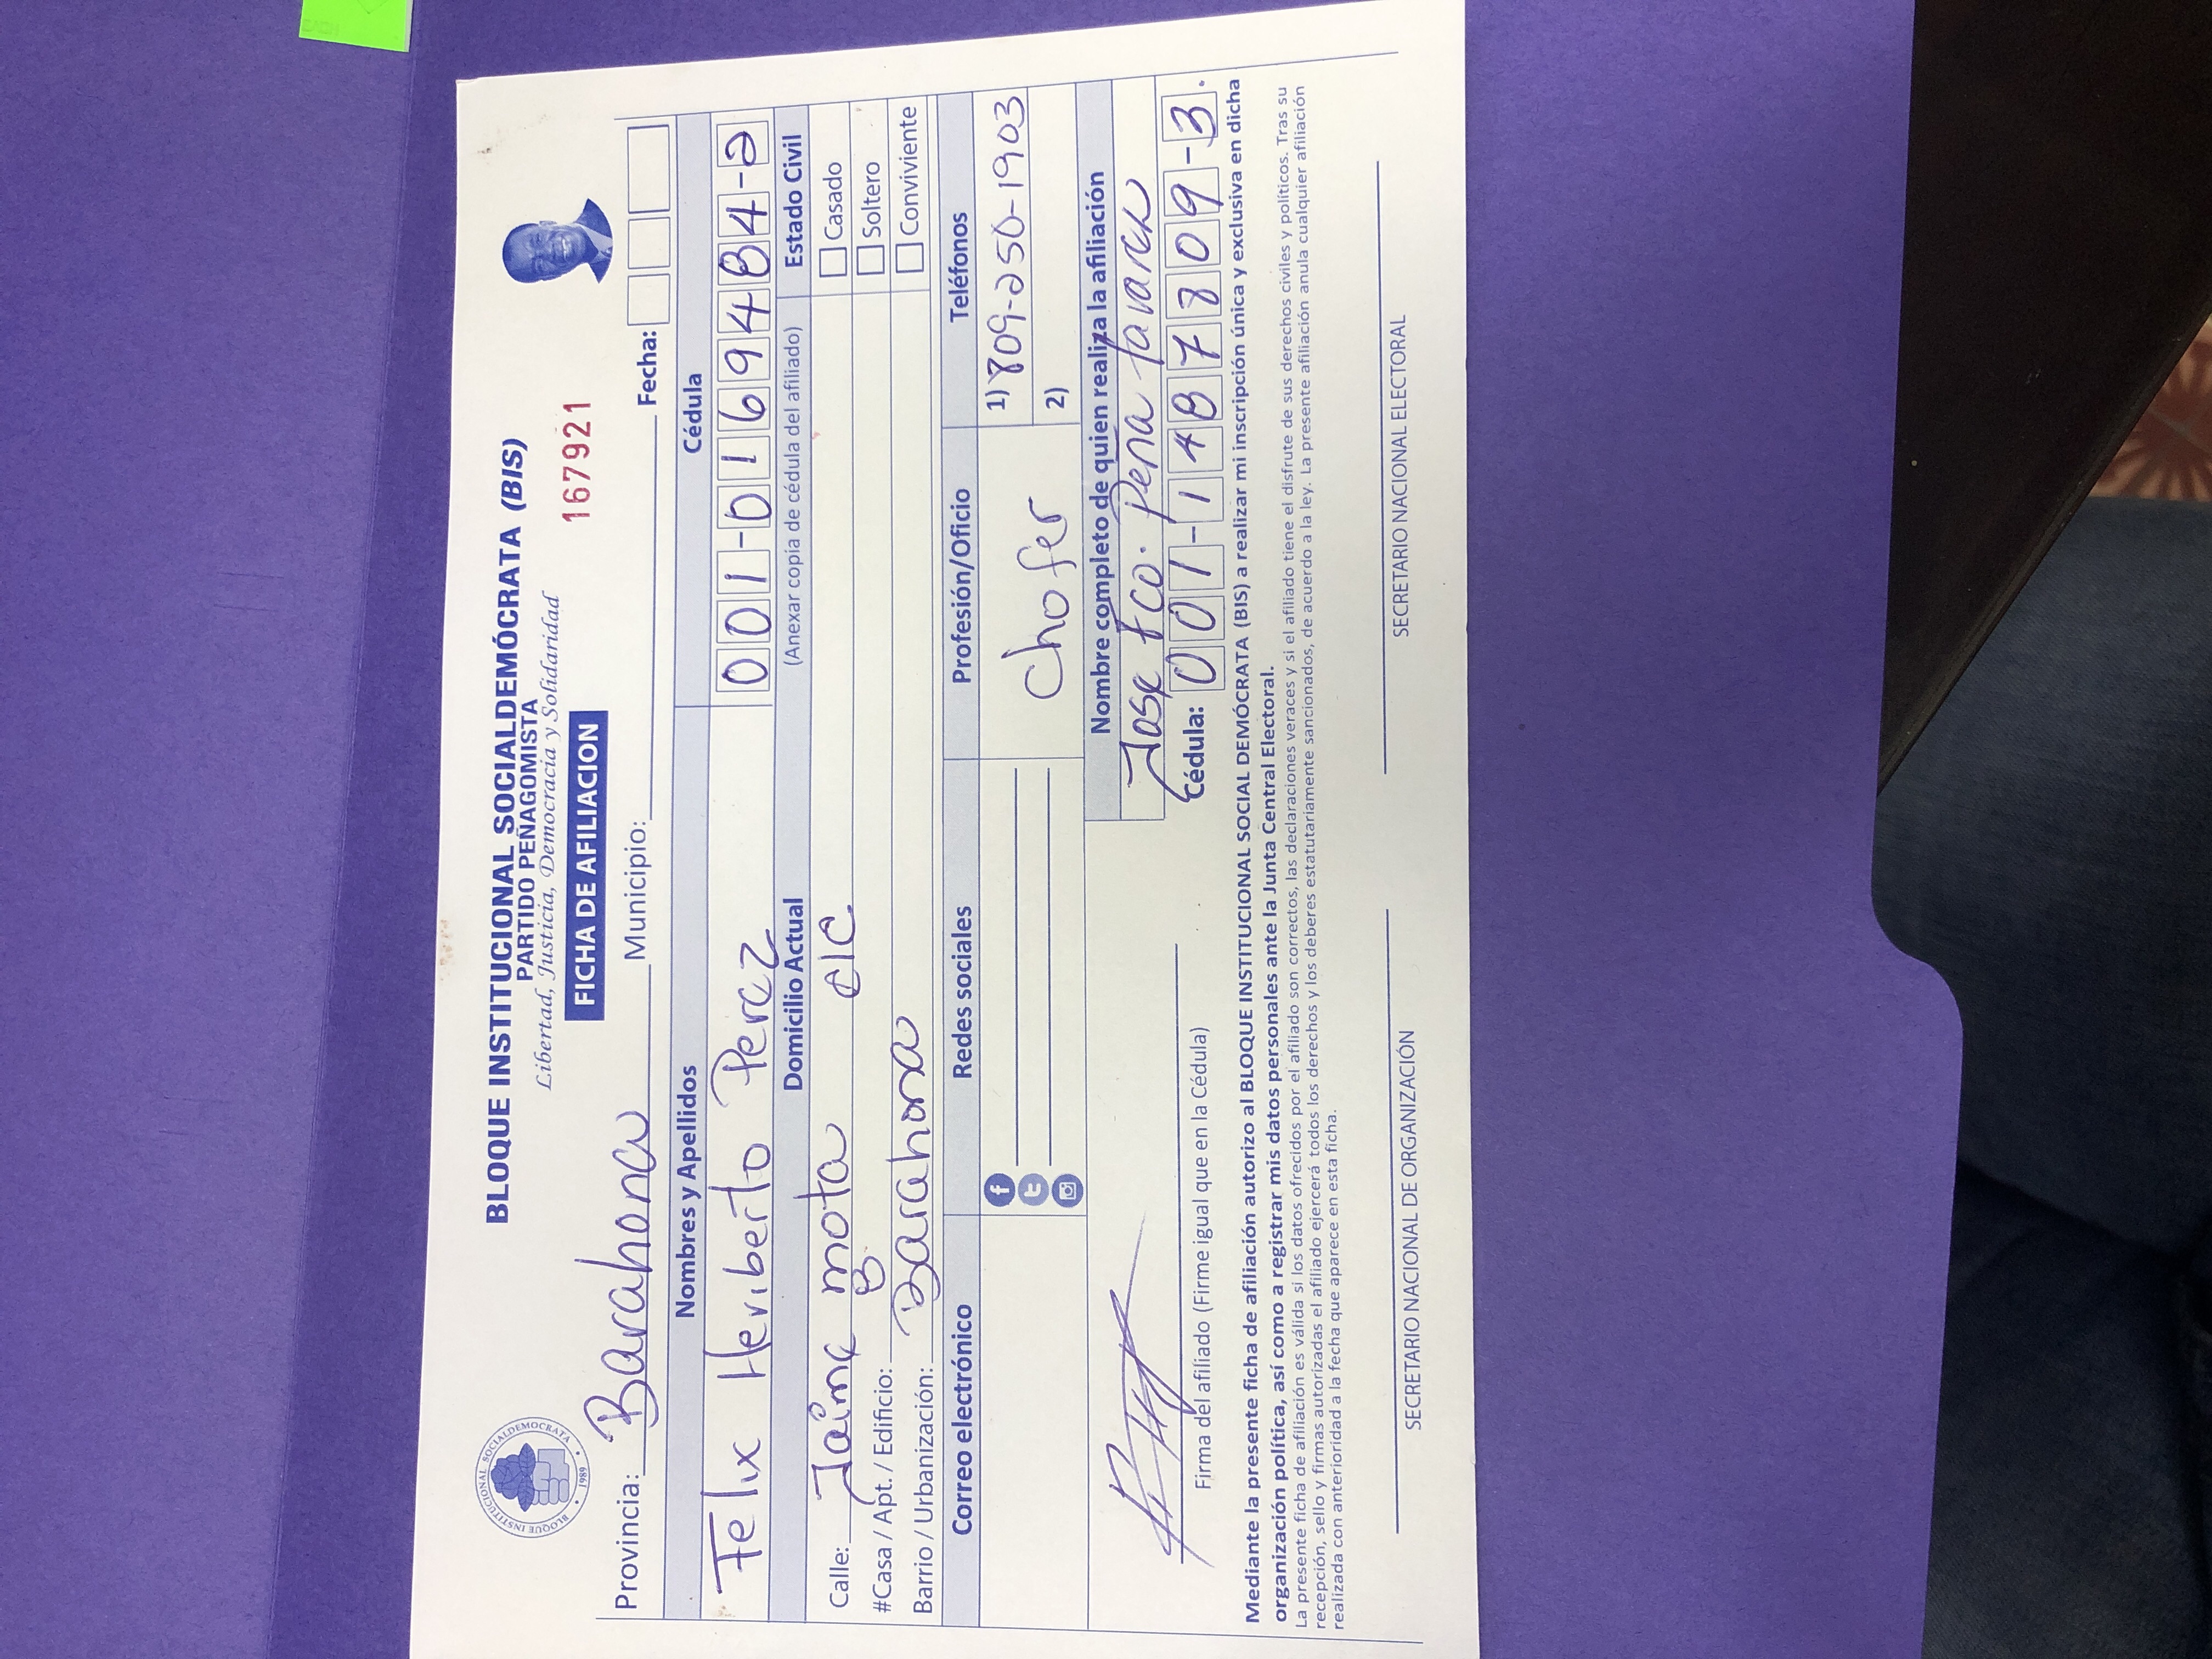 BLOQUE INSTITUCIONAL SOCIALDEMÓCRATA (BIS)
PARTIDO PEÑAGOMISTA
Libertad, Justicia, Democracia y Solidaridad
FICHA DE AFILIACION
167921
BLOQUE INSTITUCIONAL SOCIALDEMOCRATA
1989
Provincia: Barahona Municipio: Fecha:
Nombres y Apellidos Cédula
Felix Heriberto Perez 001-0169484-2
Domicilio Actual (Anexar copia de cédula del afiliado) Estado Civil
Calle: Jaime mota Casado
#Casa / Apt. / Edificio: B Soltero
Barrio / Urbanización: Barahona Conviviente
Correo electrónico Redes sociales Profesión/Oficio Teléfonos
Chofer 1) 809-250-1903
2)
Nombre completo de quien realiza la afiliación
Jose Fco. Pena Tavarez
Cédula: 001-1487809-3.
Firma del afiliado (Firme igual que en la Cédula)
Mediante la presente ficha de afiliación autorizo al BLOQUE INSTITUCIONAL SOCIAL DEMÓCRATA (BIS) a realizar mi inscripción única y exclusiva en dicha
organización política, así como a registrar mis datos personales ante la Junta Central Electoral.
La presente ficha de afiliación es válida si los datos ofrecidos por el afiliado son correctos, las declaraciones veraces y si el afiliado tiene el disfrute de sus derechos civiles y políticos. Tras su
recepción, sello y firmas autorizadas el afiliado ejercerá todos los derechos y los deberes estatutariamente sancionados, de acuerdo a la ley. La presente afiliación anula cualquier afiliación
realizada con anterioridad a la fecha que aparece en esta ficha.
SECRETARIO NACIONAL DE ORGANIZACIÓN SECRETARIO NACIONAL ELECTORAL